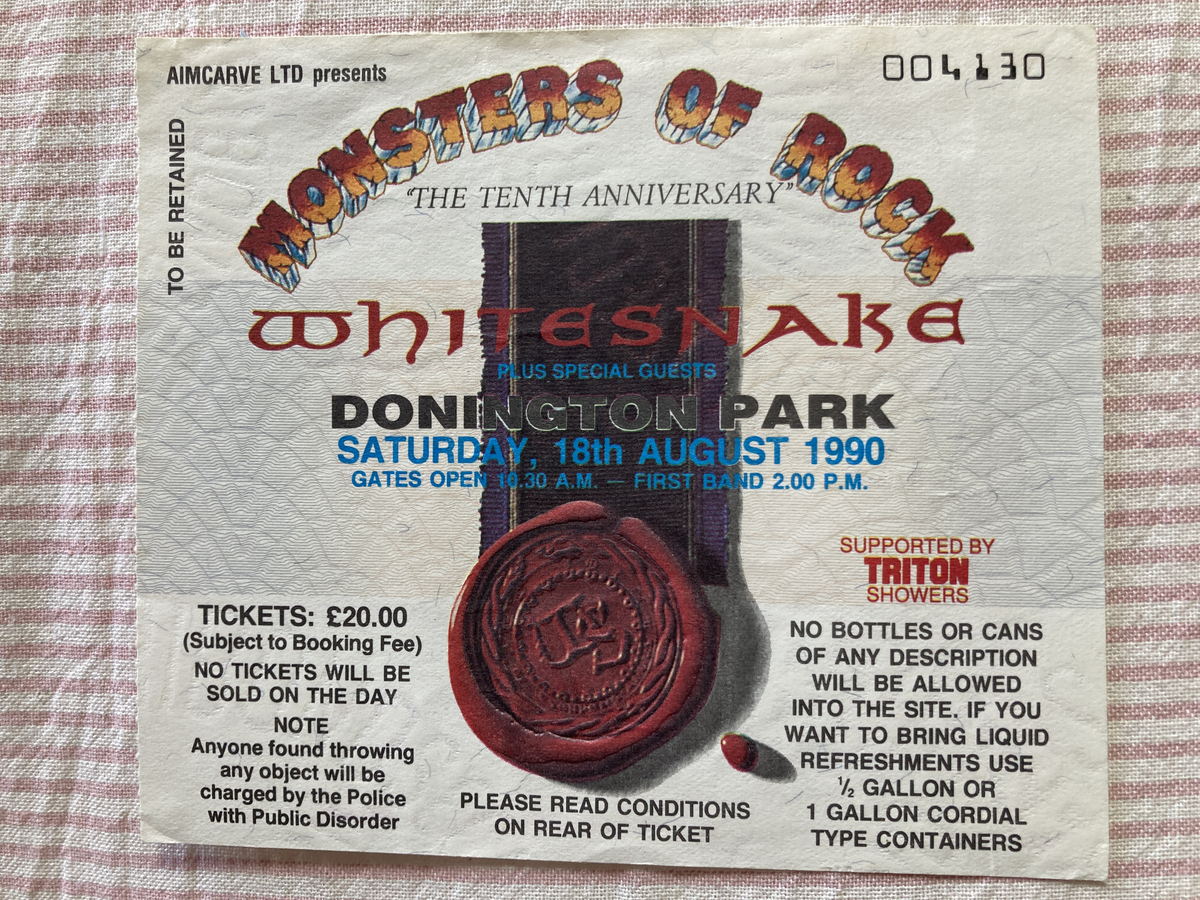 AIMCARVE LTD presents
004130
TO BE RETAINED
MONSTERS OF ROCK
"THE TENTH ANNIVERSARY"
WHITESNAKE
PLUS SPECIAL GUESTS
DONINGTON PARK
SATURDAY, 18th AUGUST 1990
GATES OPEN 10.30 A.M. — FIRST BAND 2.00 P.M.
SUPPORTED BY
TRITON
SHOWERS
TICKETS: £20.00
(Subject to Booking Fee)
NO TICKETS WILL BE
SOLD ON THE DAY
NOTE
Anyone found throwing
any object will be
charged by the Police
with Public Disorder
PLEASE READ CONDITIONS
ON REAR OF TICKET
NO BOTTLES OR CANS
OF ANY DESCRIPTION
WILL BE ALLOWED
INTO THE SITE. IF YOU
WANT TO BRING LIQUID
REFRESHMENTS USE
½ GALLON OR
1 GALLON CORDIAL
TYPE CONTAINERS